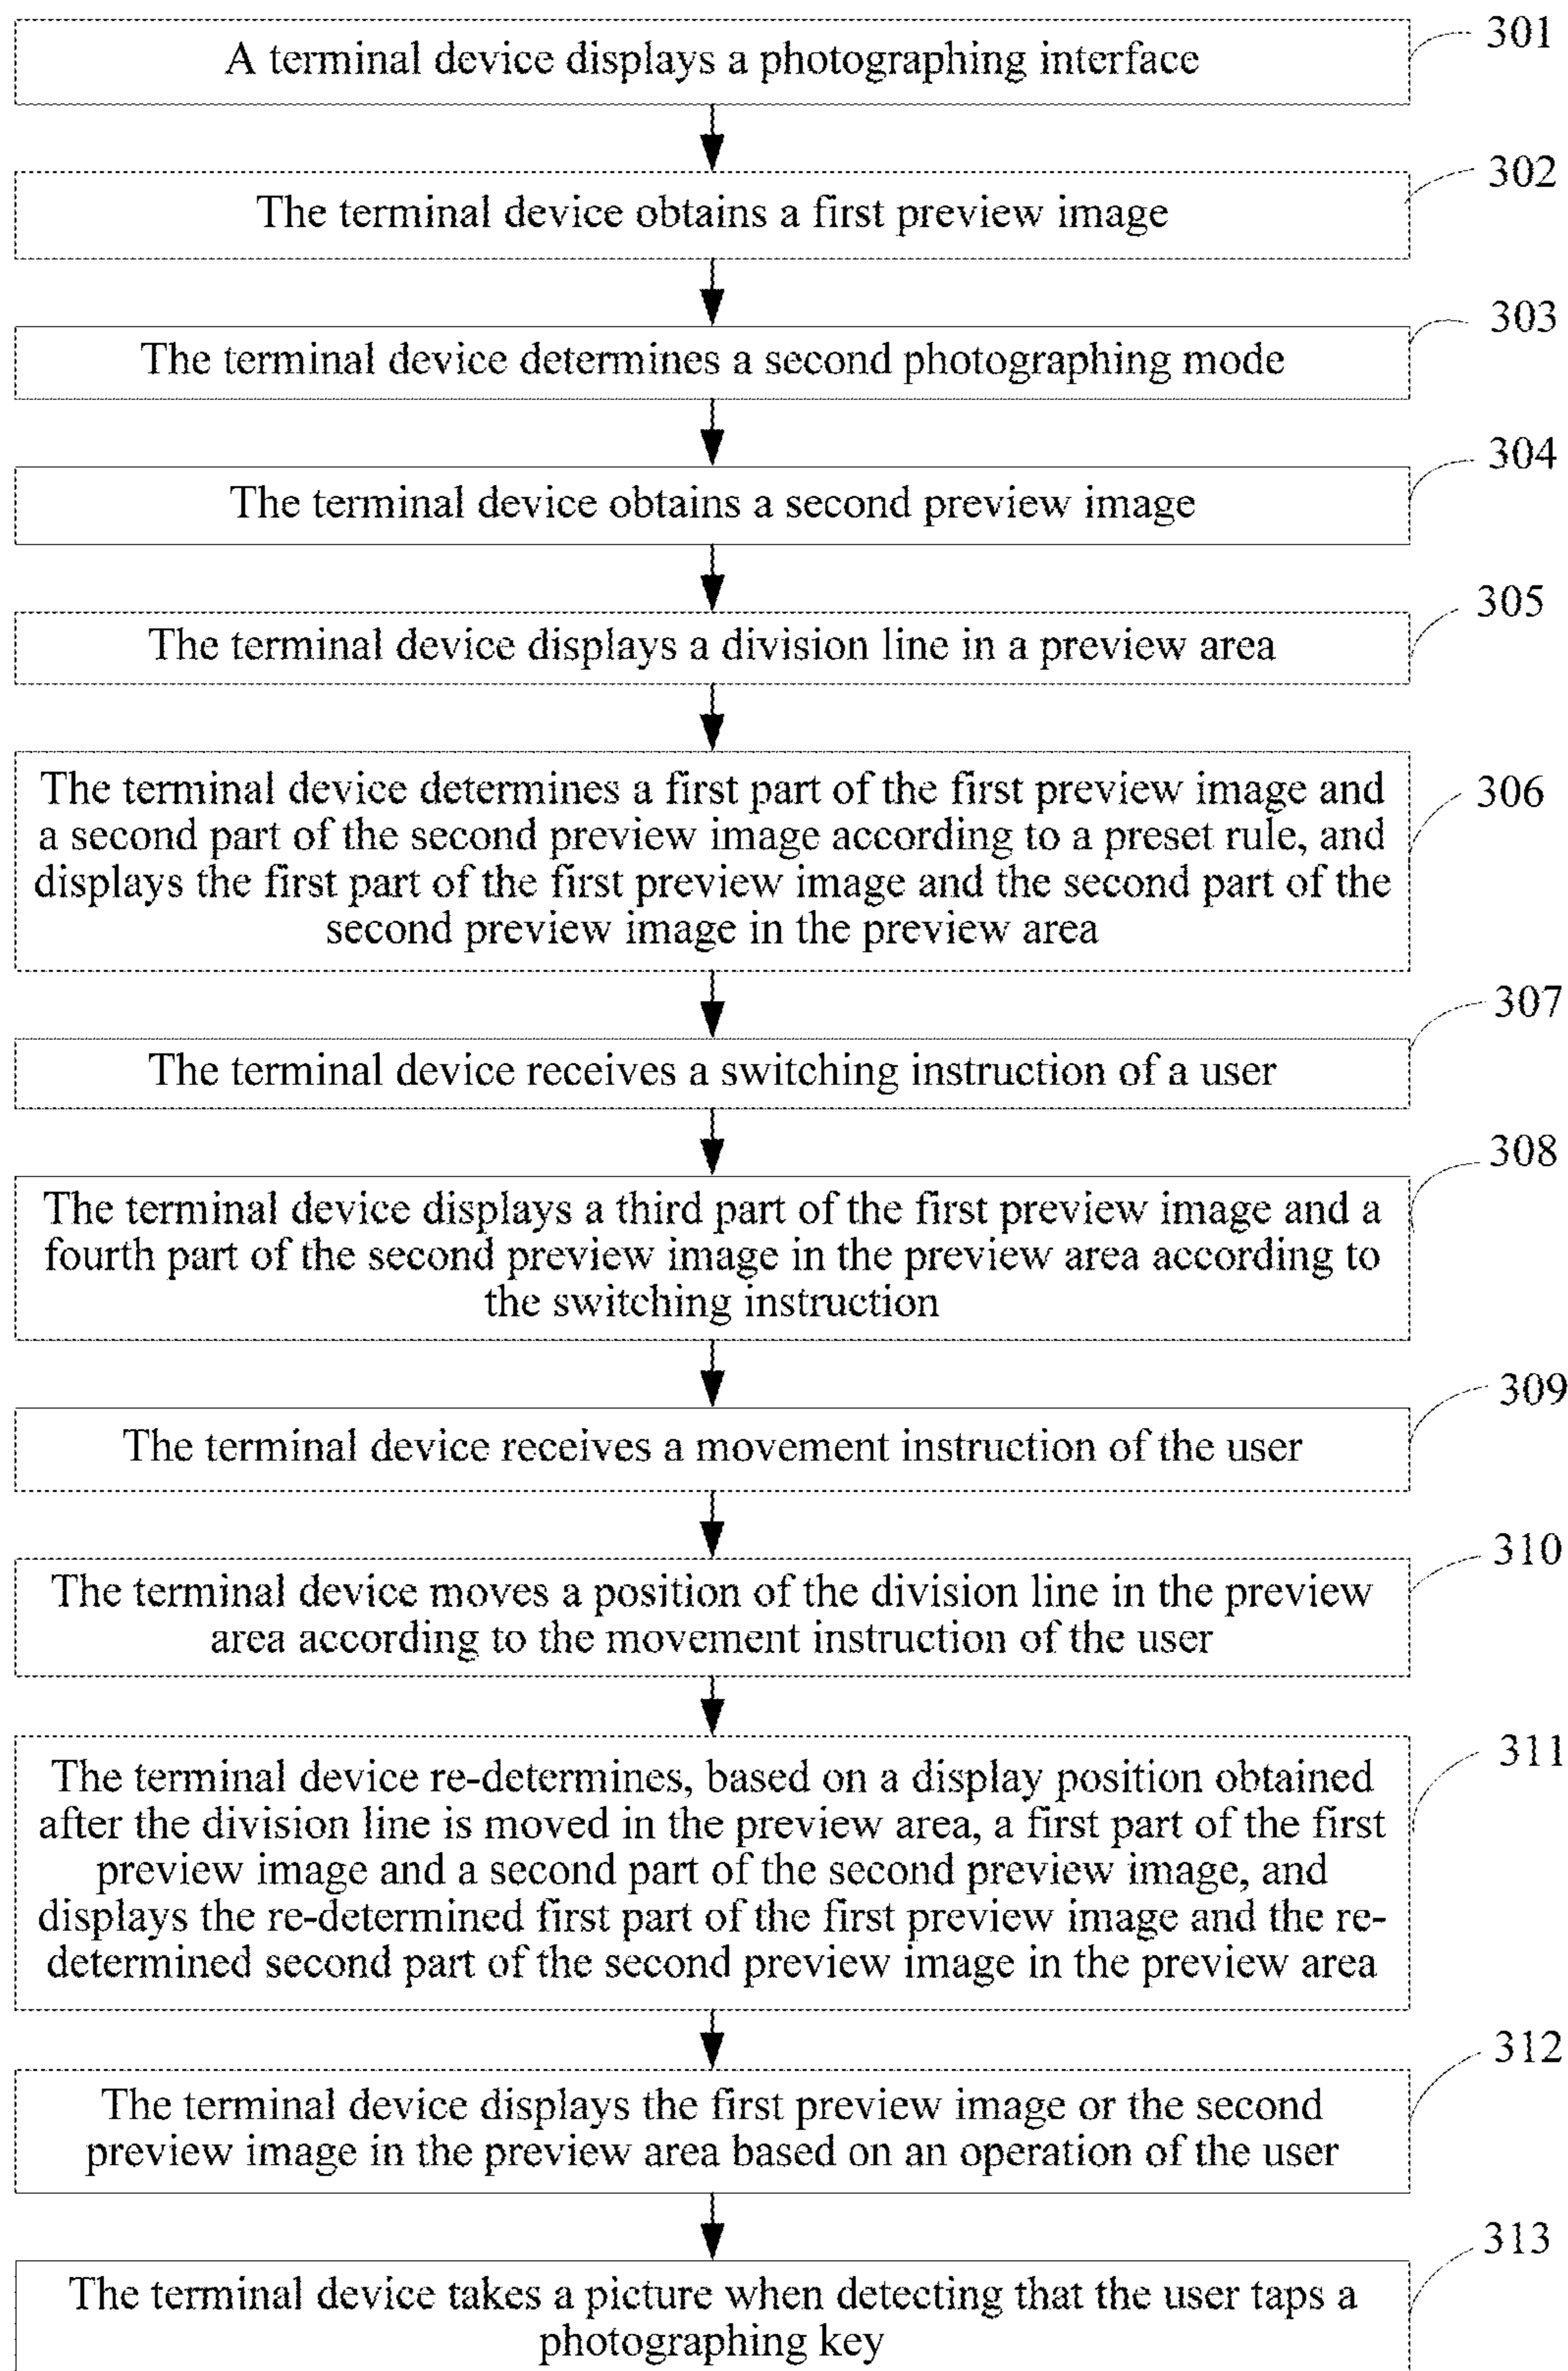 A terminal device displays a photographing interface
301
The terminal device obtains a first preview image
302
The terminal device determines a second photographing mode
303
The terminal device obtains a second preview image
304
The terminal device displays a division line in a preview area
305
The terminal device determines a first part of the first preview image and
a second part of the second preview image according to a preset rule, and
displays the first part of the first preview image and the second part of the
second preview image in the preview area
306
The terminal device receives a switching instruction of a user
307
The terminal device displays a third part of the first preview image and a
fourth part of the second preview image in the preview area according to
the switching instruction
308
The terminal device receives a movement instruction of the user
309
The terminal device moves a position of the division line in the preview
area according to the movement instruction of the user
310
The terminal device re-determines, based on a display position obtained
after the division line is moved in the preview area, a first part of the first
preview image and a second part of the second preview image, and
displays the re-determined first part of the first preview image and the re-
determined second part of the second preview image in the preview area
311
The terminal device displays the first preview image or the second
preview image in the preview area based on an operation of the user
312
The terminal device takes a picture when detecting that the user taps a
photographing key
313